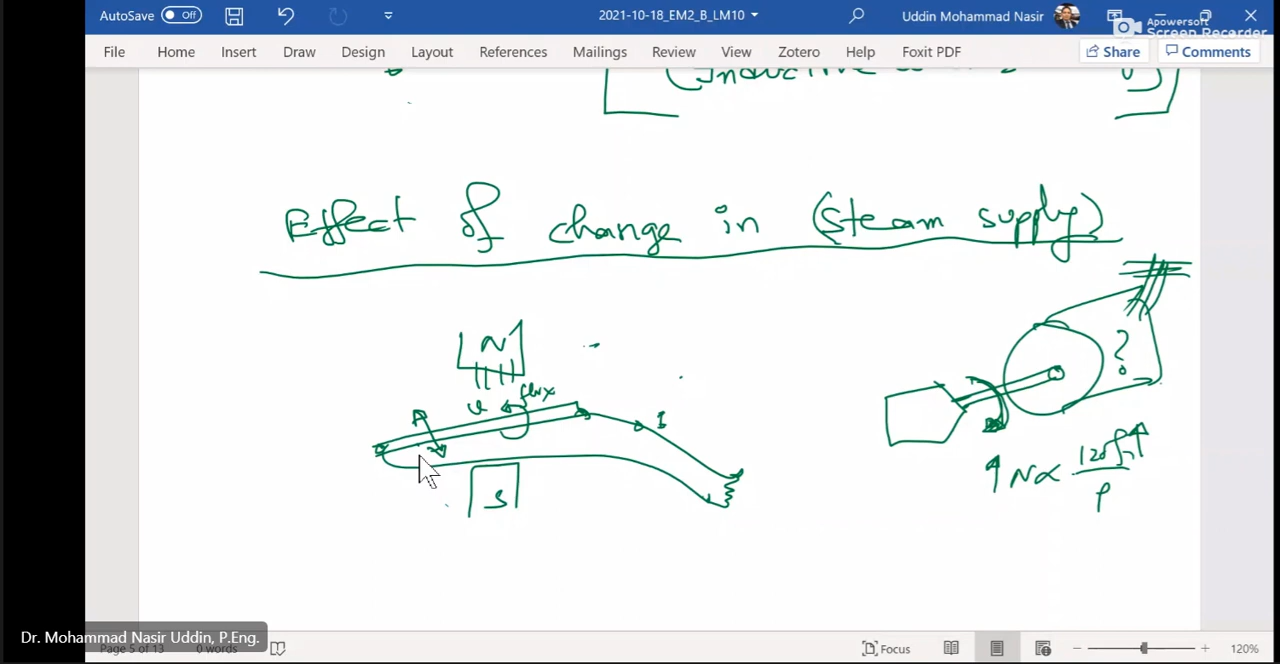 AutoSave Off 2021-10-18_EM2_B_LM10 Uddin Mohammad Nasir
Apowersoft
Screen Recorder
File Home Insert Draw Design Layout References Mailings Review View Zotero Help Foxit PDF Share Comments
Effect of change in (steam supply)
N
flux
I
?
S
N ∝ 120f
P
Dr. Mohammad Nasir Uddin, P.Eng.
Page 5 of 13 0 words Focus 120%